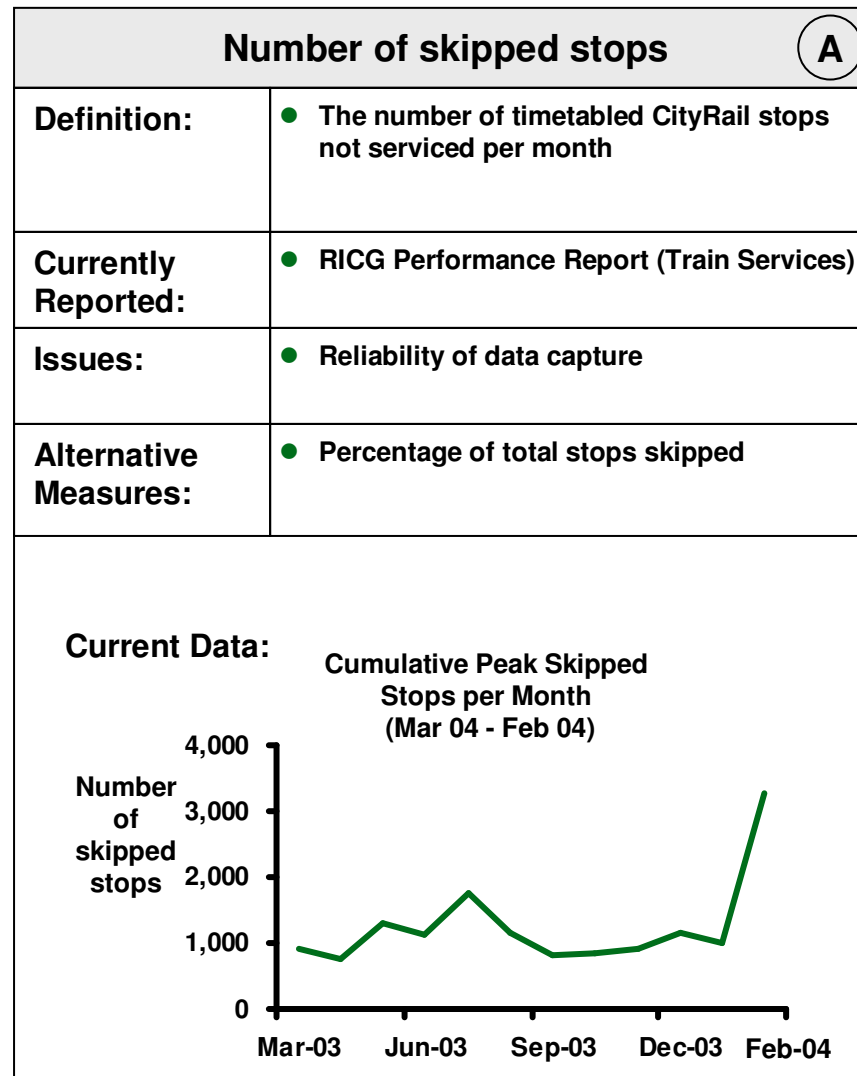 Number of skipped stops
A
Definition:
● The number of timetabled CityRail stops
not serviced per month
Currently
Reported:
● RICG Performance Report (Train Services)
Issues:
● Reliability of data capture
Alternative
Measures:
● Percentage of total stops skipped
Current Data:
Cumulative Peak Skipped
Stops per Month
(Mar 04 - Feb 04)
Number
of
skipped
stops
4,000
3,000
2,000
1,000
0
Mar-03 Jun-03 Sep-03 Dec-03 Feb-04